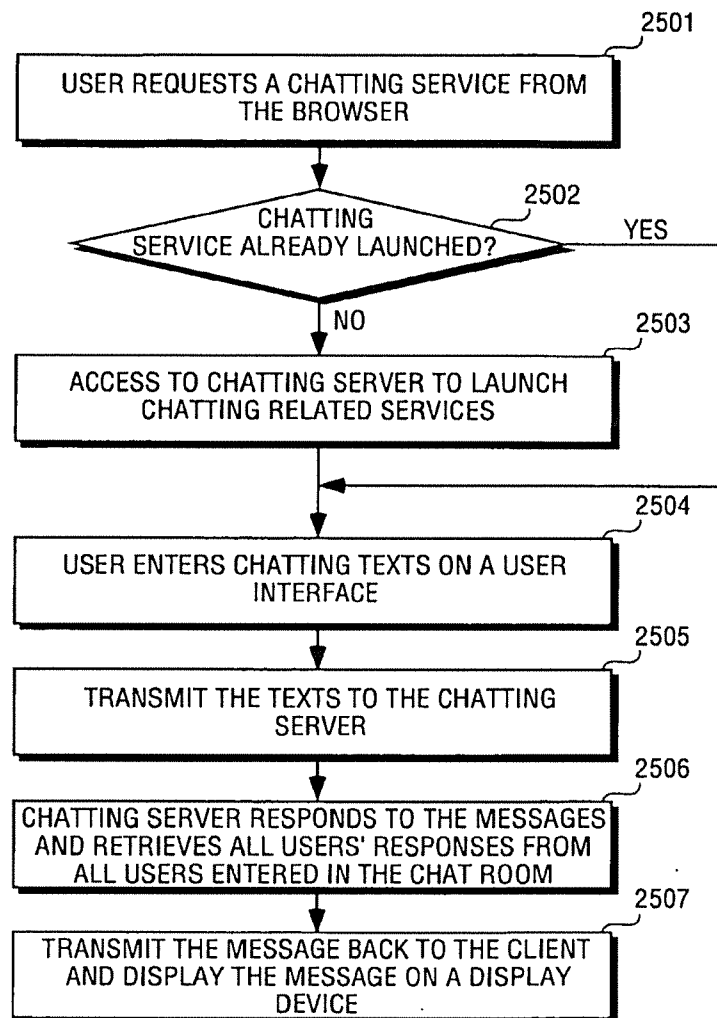 2501
USER REQUESTS A CHATTING SERVICE FROM
THE BROWSER
2502
CHATTING
SERVICE ALREADY LAUNCHED?
YES
NO
2503
ACCESS TO CHATTING SERVER TO LAUNCH
CHATTING RELATED SERVICES
2504
USER ENTERS CHATTING TEXTS ON A USER
INTERFACE
2505
TRANSMIT THE TEXTS TO THE CHATTING
SERVER
2506
CHATTING SERVER RESPONDS TO THE MESSAGES
AND RETRIEVES ALL USERS' RESPONSES FROM
ALL USERS ENTERED IN THE CHAT ROOM
2507
TRANSMIT THE MESSAGE BACK TO THE CLIENT
AND DISPLAY THE MESSAGE ON A DISPLAY
DEVICE